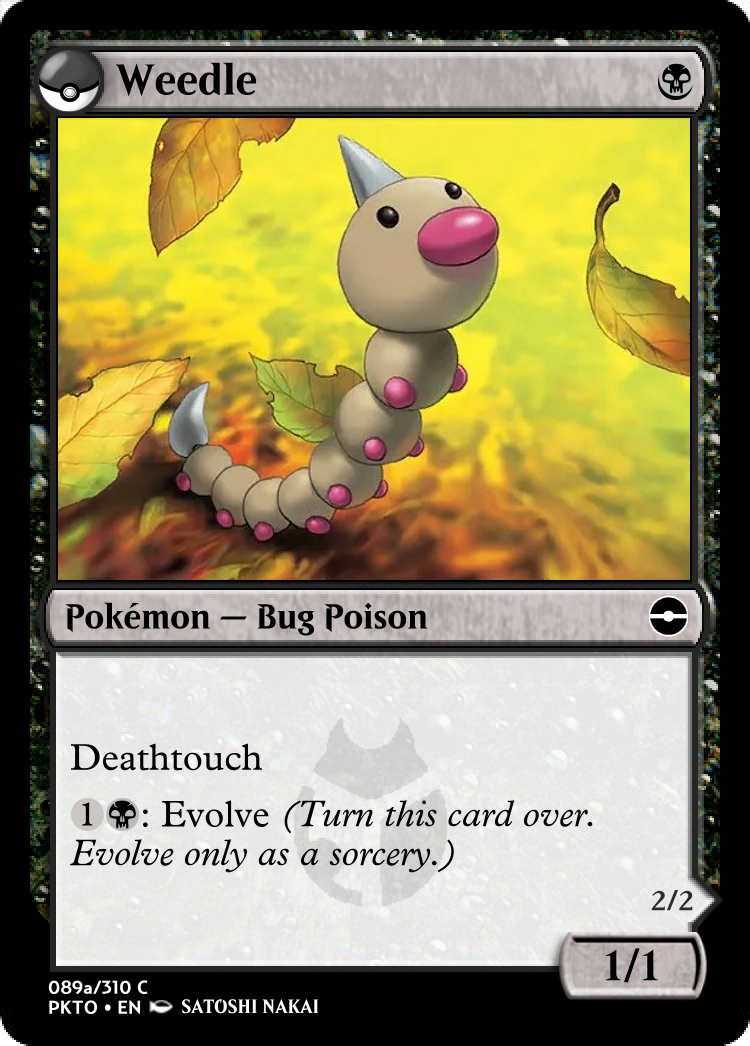 Weedle
Pokémon — Bug Poison
Deathtouch
1: Evolve (Turn this card over.
Evolve only as a sorcery.)
2/2
1/1
089a/310 C
PKTO • EN SATOSHI NAKAI